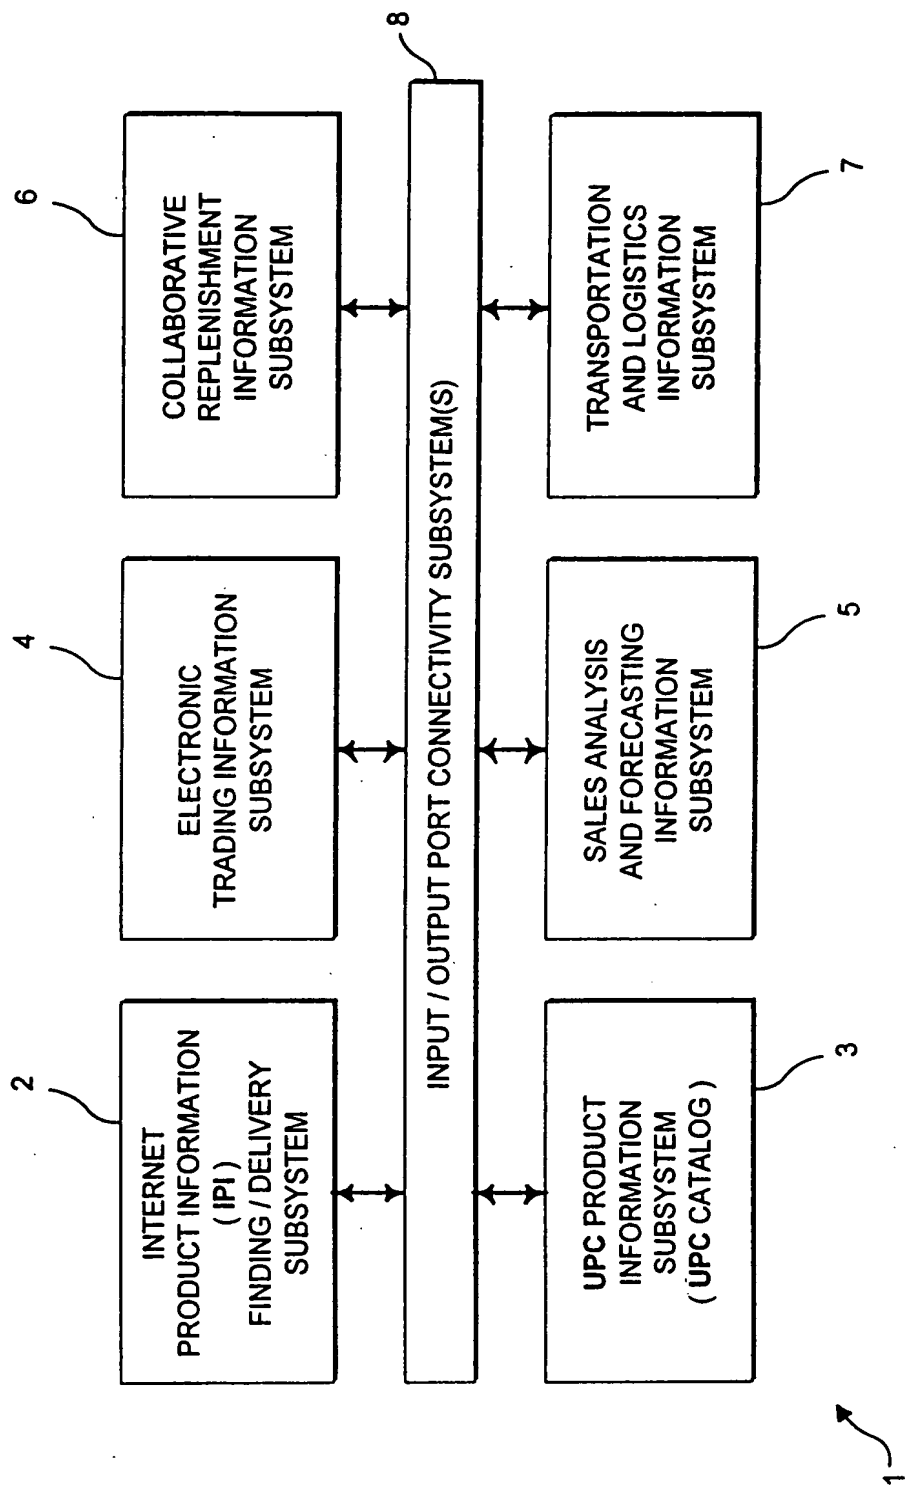 2
INTERNET
PRODUCT INFORMATION
( IPI )
FINDING / DELIVERY
SUBSYSTEM
4
ELECTRONIC
TRADING INFORMATION
SUBSYSTEM
6
COLLABORATIVE
REPLENISHMENT
INFORMATION
SUBSYSTEM
8
INPUT / OUTPUT PORT CONNECTIVITY SUBSYSTEM(S)
UPC PRODUCT
INFORMATION
SUBSYSTEM
( UPC CATALOG )
3
SALES ANALYSIS
AND FORECASTING
INFORMATION
SUBSYSTEM
5
TRANSPORTATION
AND LOGISTICS
INFORMATION
SUBSYSTEM
7
1